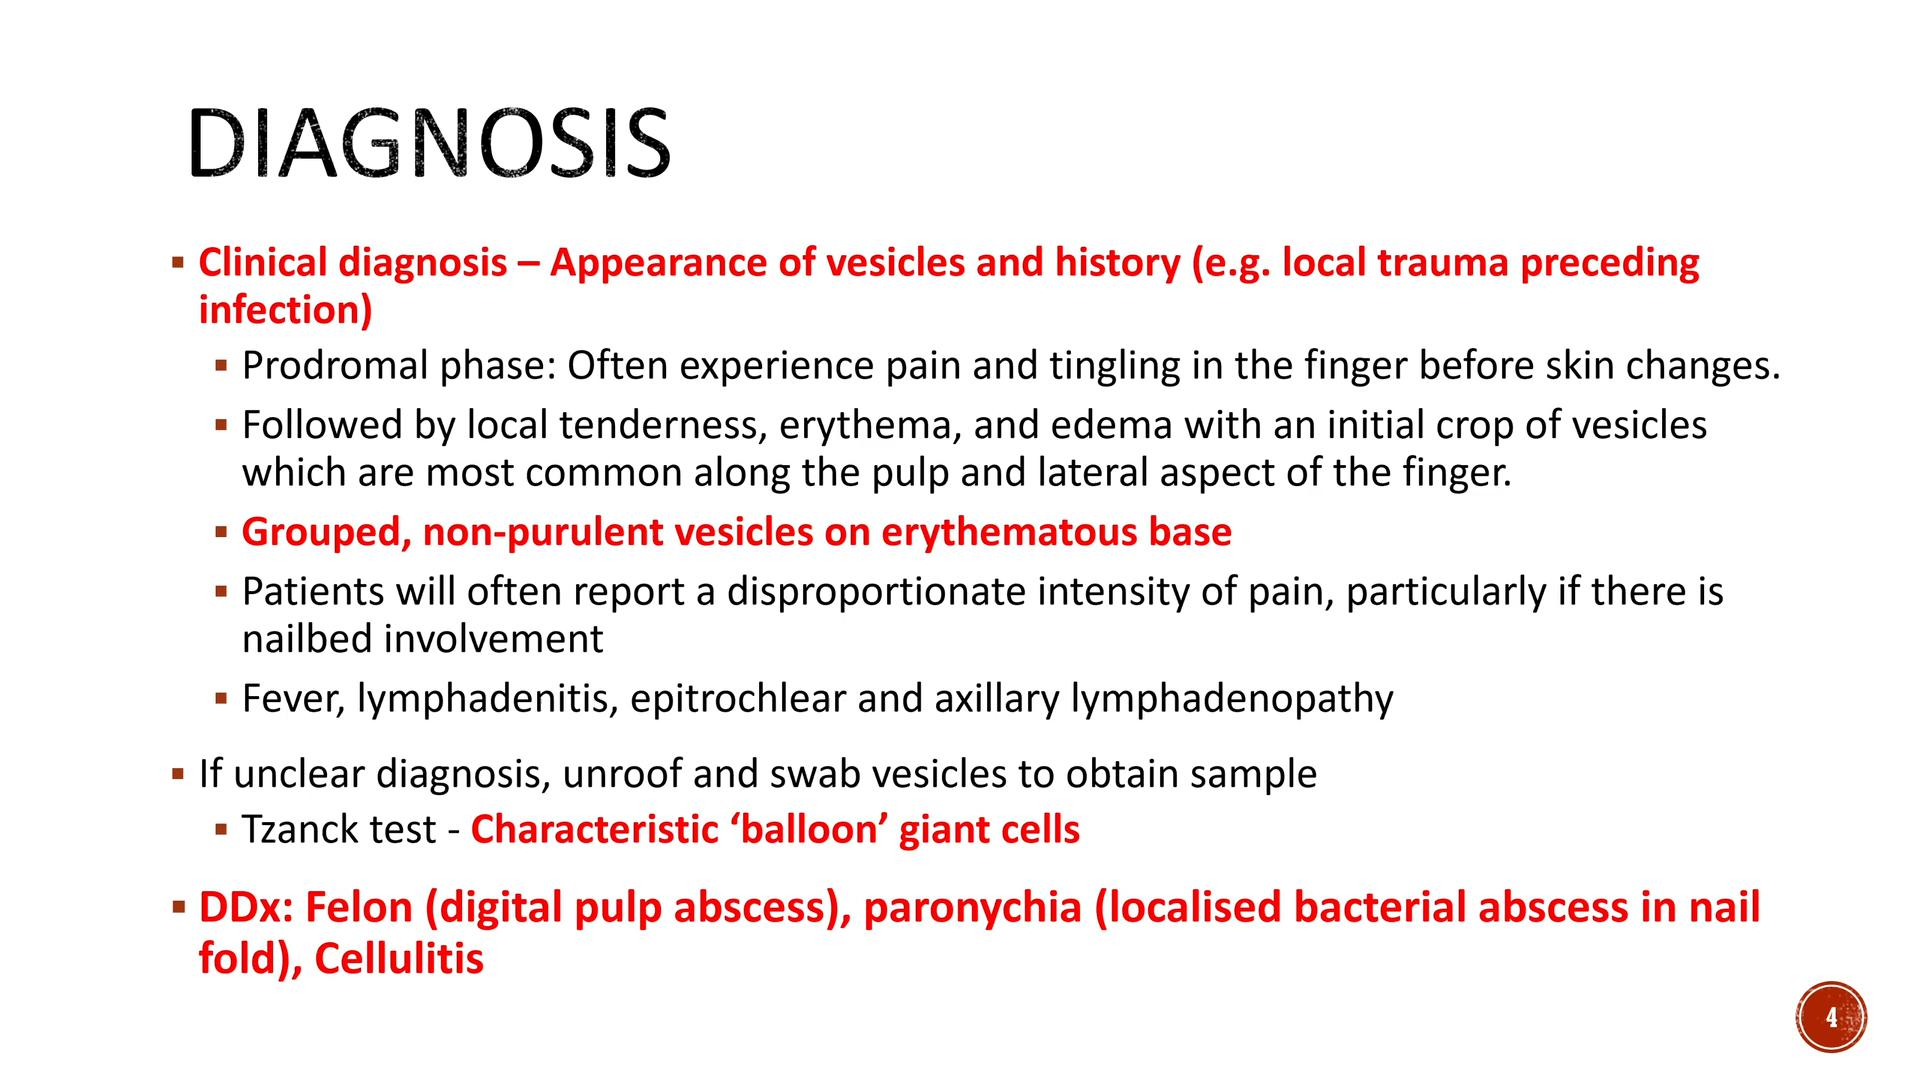 DIAGNOSIS
▪ Clinical diagnosis – Appearance of vesicles and history (e.g. local trauma preceding
infection)
▪ Prodromal phase: Often experience pain and tingling in the finger before skin changes.
▪ Followed by local tenderness, erythema, and edema with an initial crop of vesicles
which are most common along the pulp and lateral aspect of the finger.
▪ Grouped, non-purulent vesicles on erythematous base
▪ Patients will often report a disproportionate intensity of pain, particularly if there is
nailbed involvement
▪ Fever, lymphadenitis, epitrochlear and axillary lymphadenopathy
▪ If unclear diagnosis, unroof and swab vesicles to obtain sample
▪ Tzanck test - Characteristic ‘balloon’ giant cells
▪ DDx: Felon (digital pulp abscess), paronychia (localised bacterial abscess in nail
fold), Cellulitis
4